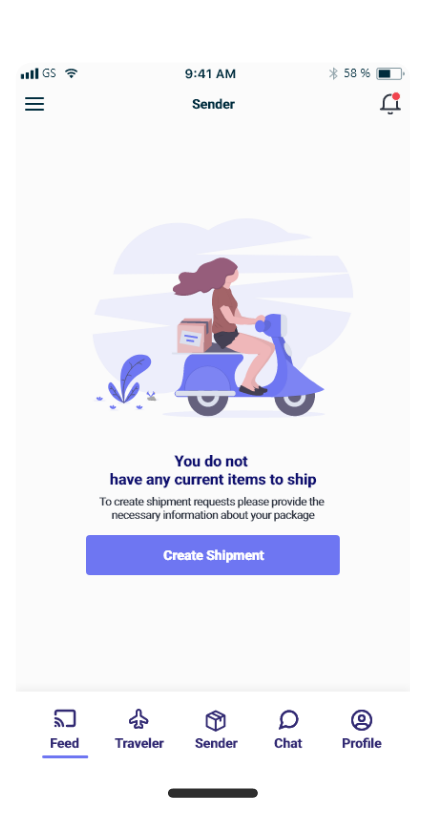 GS 9:41 AM 58 %
Sender
You do not
have any current items to ship
To create shipment requests please provide the
necessary information about your package
Create Shipment
Feed Traveler Sender Chat Profile